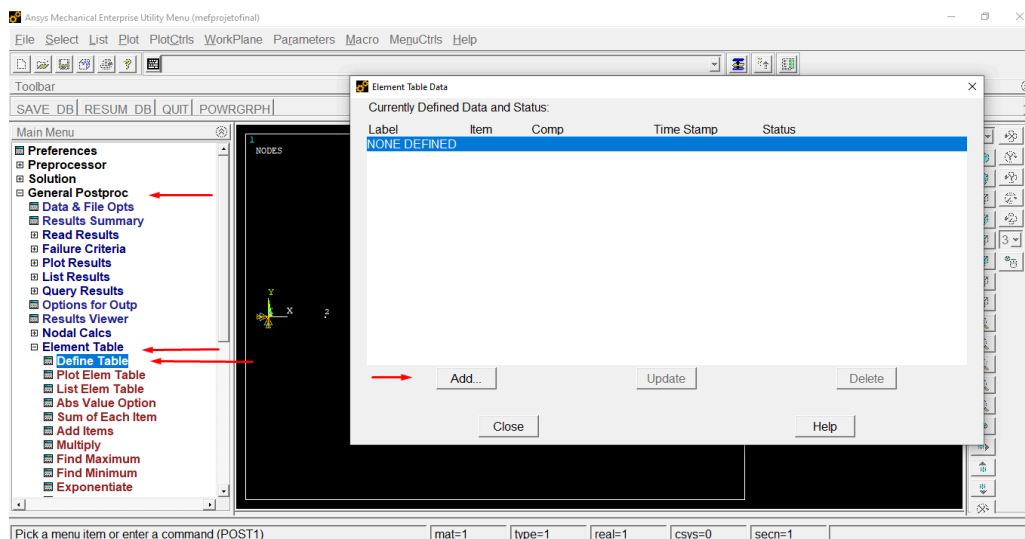 Ansys Mechanical Enterprise Utility Menu (mefprojetofinal)
File Select List Plot PlotCtrls WorkPlane Parameters Macro MenuCtrls Help
Toolbar
SAVE_DB RESUM_DB QUIT POWRGRPH
Main Menu
Preferences
Preprocessor
Solution
General Postproc
Data & File Opts
Results Summary
Read Results
Failure Criteria
Plot Results
List Results
Query Results
Options for Outp
Results Viewer
Nodal Calcs
Element Table
Define Table
Plot Elem Table
List Elem Table
Abs Value Option
Sum of Each Item
Add Items
Multiply
Find Maximum
Find Minimum
Exponentiate
1
NODES
Y
X
2
Element Table Data
Currently Defined Data and Status:
Label Item Comp Time Stamp Status
NONE DEFINED
Add... Update Delete
Close Help
3
Pick a menu item or enter a command (POST1) mat=1 type=1 real=1 csys=0 secn=1